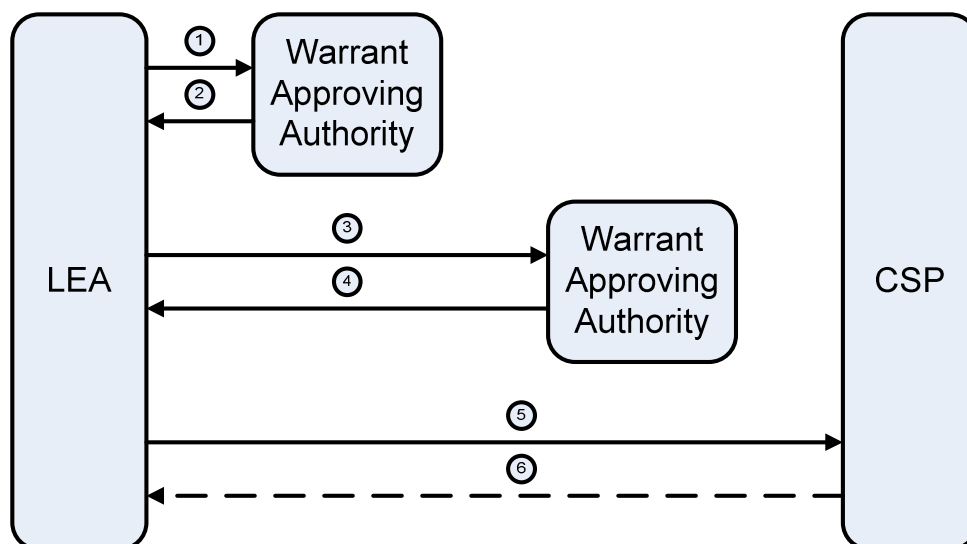 1
Warrant
Approving
Authority
2
3
Warrant
Approving
Authority
4
LEA
CSP
5
6